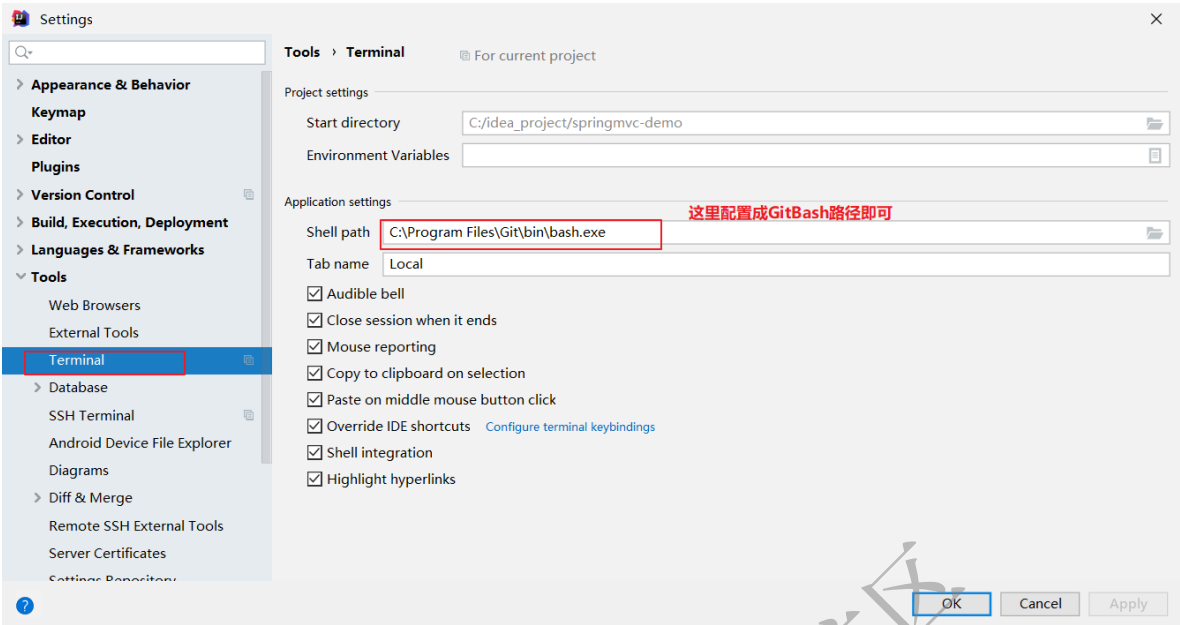 Settings
Tools › Terminal
For current project
Appearance & Behavior
Keymap
Editor
Plugins
Version Control
Build, Execution, Deployment
Languages & Frameworks
Tools
Web Browsers
External Tools
Terminal
Database
SSH Terminal
Android Device File Explorer
Diagrams
Diff & Merge
Remote SSH External Tools
Server Certificates
Settings Repository
Project settings
Start directory C:/idea_project/springmvc-demo
Environment Variables
Application settings
这里配置成GitBash路径即可
Shell path C:\Program Files\Git\bin\bash.exe
Tab name Local
Audible bell
Close session when it ends
Mouse reporting
Copy to clipboard on selection
Paste on middle mouse button click
Override IDE shortcuts Configure terminal keybindings
Shell integration
Highlight hyperlinks
?
OK Cancel Apply